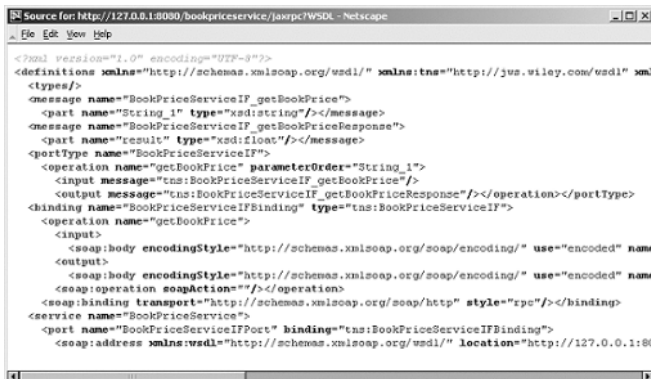 Source for: http://127.0.0.1:8080/bookpriceservice/jaxrpc?WSDL - Netscape
File Edit View Help
<?xml version="1.0" encoding="UTF-8"?>
<definitions xmlns="http://schemas.xmlsoap.org/wsdl/" xmlns:tns="http://jws.wiley.com/wsdl" xml
<types/>
<message name="BookPriceServiceIF_getBookPrice">
<part name="String_1" type="xsd:string"/></message>
<message name="BookPriceServiceIF_getBookPriceResponse">
<part name="result" type="xsd:float"/></message>
<portType name="BookPriceServiceIF">
<operation name="getBookPrice" parameterOrder="String_1">
<input message="tns:BookPriceServiceIF_getBookPrice"/>
<output message="tns:BookPriceServiceIF_getBookPriceResponse"/></operation></portType>
<binding name="BookPriceServiceIFBinding" type="tns:BookPriceServiceIF">
<operation name="getBookPrice">
<input>
<soap:body encodingStyle="http://schemas.xmlsoap.org/soap/encoding/" use="encoded" name
<output>
<soap:body encodingStyle="http://schemas.xmlsoap.org/soap/encoding/" use="encoded" name
<soap:operation soapAction=""/></operation>
<soap:binding transport="http://schemas.xmlsoap.org/soap/http" style="rpc"/></binding>
<service name="BookPriceService">
<port name="BookPriceServiceIFPort" binding="tns:BookPriceServiceIFBinding">
<soap:address xmlns:wsdl="http://schemas.xmlsoap.org/wsdl/" location="http://127.0.0.1:80